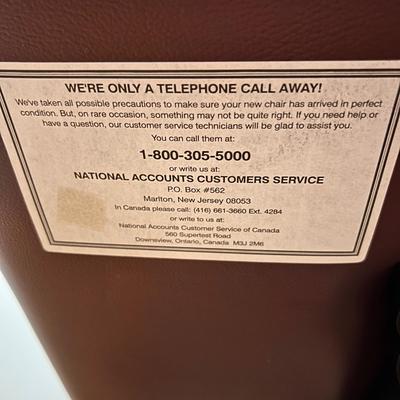 WE'RE ONLY A TELEPHONE CALL AWAY!
We've taken all possible precautions to make sure your new chair has arrived in perfect
condition. But, on rare occasion, something may not be quite right. If you need help or
have a question, our customer service technicians will be glad to assist you.
You can call them at:
1-800-305-5000
or write us at:
NATIONAL ACCOUNTS CUSTOMERS SERVICE
P.O. Box #562
Marlton, New Jersey 08053
In Canada please call: (416) 661-3660 Ext. 4284
or write to us at:
National Accounts Customer Service of Canada
560 Supertest Road
Downsview, Ontario, Canada M3J 2M6